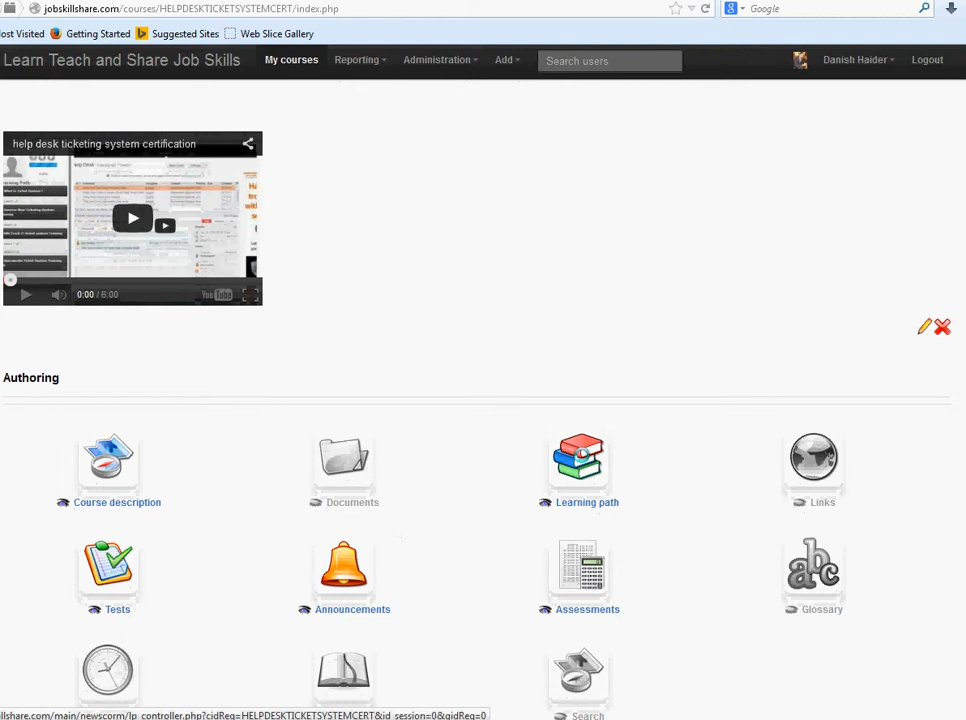 jobskillshare.com/courses/HELPDESKTICKETSYSTEMCERT/index.php
Google
ost Visited Getting Started Suggested Sites Web Slice Gallery
Learn Teach and Share Job Skills My courses Reporting Administration Add Search users Danish Haider Logout
help desk ticketing system certification
0:00 / 6:00 YouTube
Authoring
Course description Documents Learning path Links
Tests Announcements Assessments Glossary
Search
illshare.com/main/newscorm/lp_controller.php?cidReq=HELPDESKTICKETSYSTEMCERT&id_session=0&gidReq=0